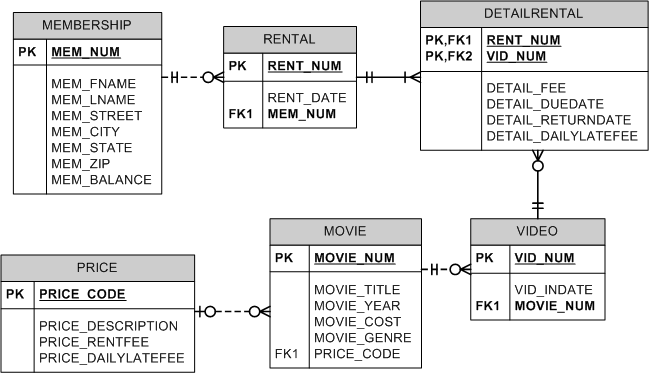 MEMBERSHIP
PK MEM_NUM
MEM_FNAME
MEM_LNAME
MEM_STREET
MEM_CITY
MEM_STATE
MEM_ZIP
MEM_BALANCE
RENTAL
PK RENT_NUM
RENT_DATE
FK1 MEM_NUM
DETAILRENTAL
PK,FK1 RENT_NUM
PK,FK2 VID_NUM
DETAIL_FEE
DETAIL_DUEDATE
DETAIL_RETURNDATE
DETAIL_DAILYLATEFEE
PRICE
PK PRICE_CODE
PRICE_DESCRIPTION
PRICE_RENTFEE
PRICE_DAILYLATEFEE
MOVIE
PK MOVIE_NUM
MOVIE_TITLE
MOVIE_YEAR
MOVIE_COST
MOVIE_GENRE
FK1 PRICE_CODE
VIDEO
PK VID_NUM
VID_INDATE
FK1 MOVIE_NUM